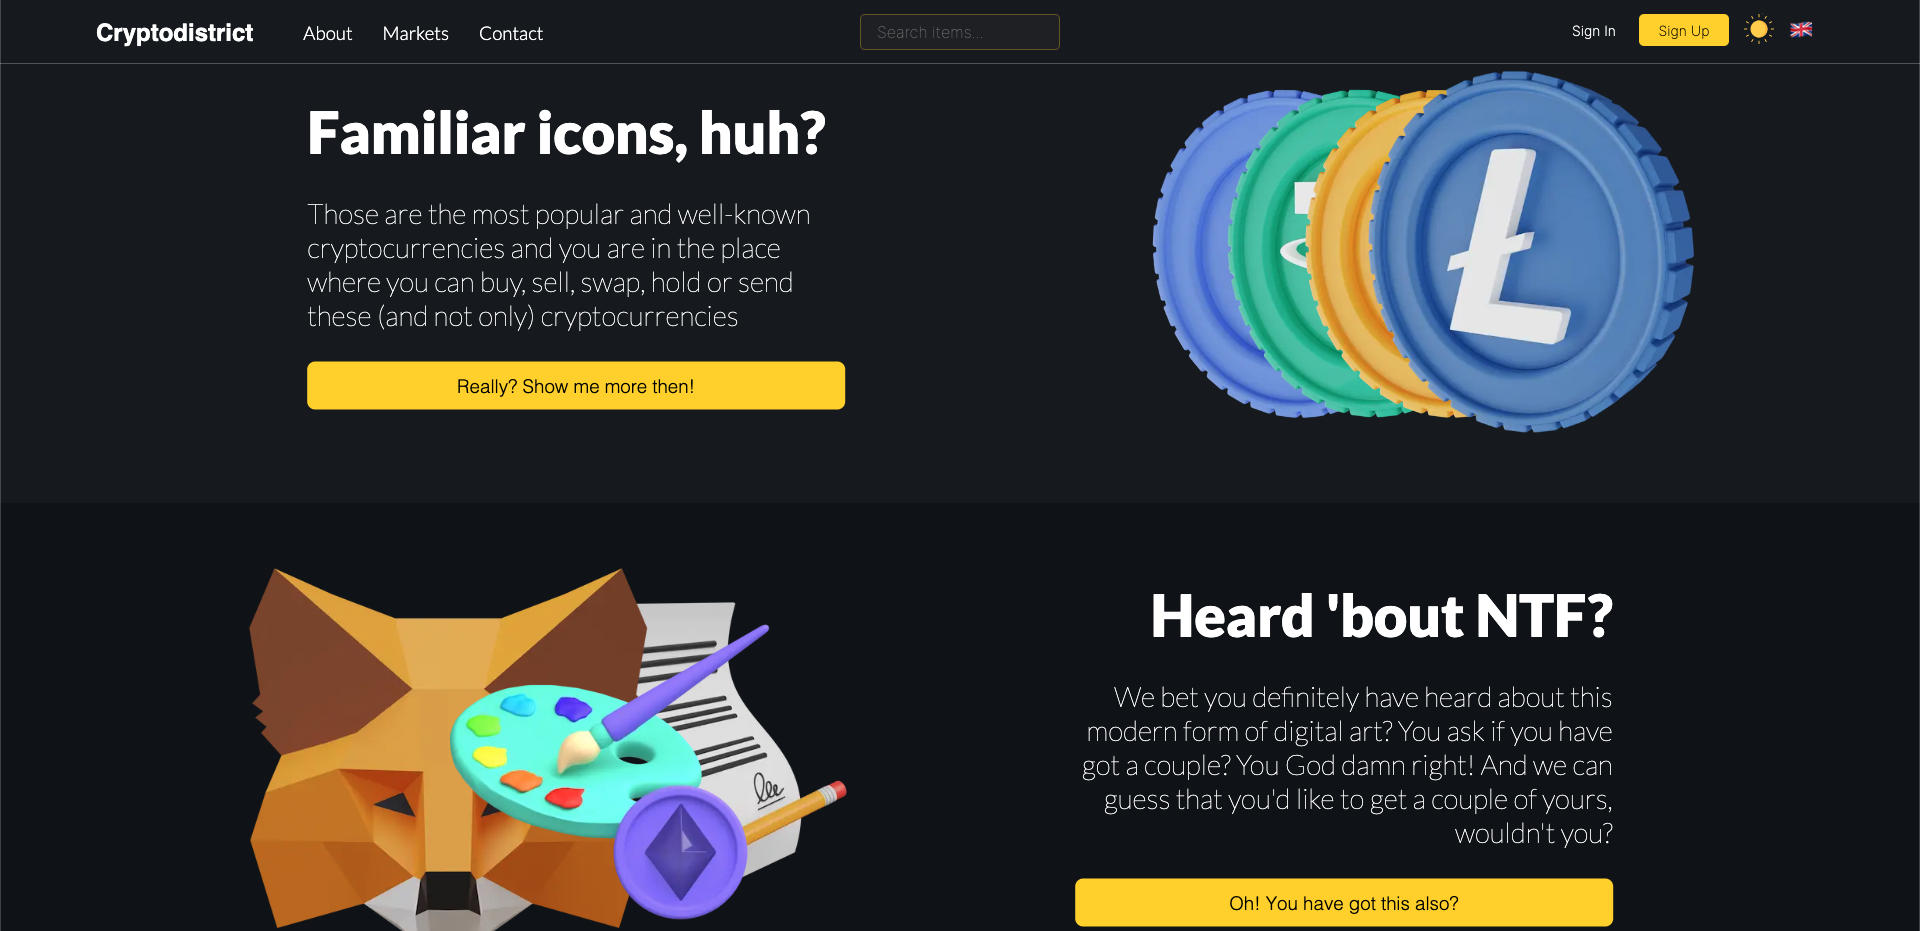 Cryptodistrict
About
Markets
Contact
Search items...
Sign In
Sign Up
Familiar icons, huh?
Those are the most popular and well-known
cryptocurrencies and you are in the place
where you can buy, sell, swap, hold or send
these (and not only) cryptocurrencies
Really? Show me more then!
Heard 'bout NTF?
We bet you definitely have heard about this
modern form of digital art? You ask if you have
got a couple? You God damn right! And we can
guess that you'd like to get a couple of yours,
wouldn't you?
Oh! You have got this also?